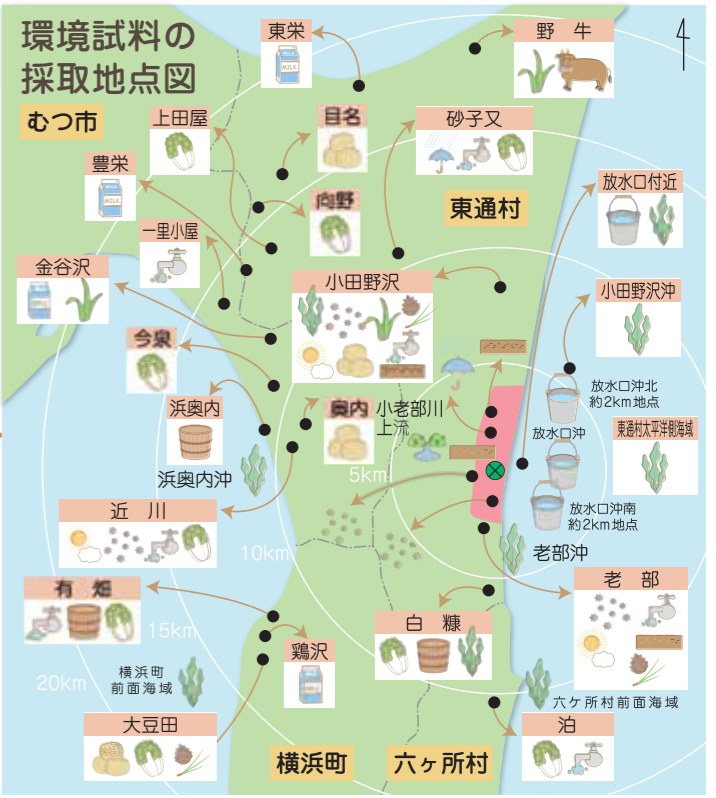 環境試料の
採取地点図
むつ市
東栄
MILK
野牛
上田屋
目名
砂子又
豊栄
MILK
向野
東通村
放水口付近
一里小屋
金谷沢
小田野沢
小田野沢沖
今泉
浜奥内
奥内
小老部川
上流
放水口沖北
約2km地点
放水口沖
東通村太平洋側海域
浜奥内沖
5km
放水口沖南
約2km地点
近川
10km
老部沖
有畑
老部
15km
白糠
鶏沢
MILK
横浜町
前面海域
20km
六ケ所村前面海域
大豆田
泊
横浜町
六ヶ所村